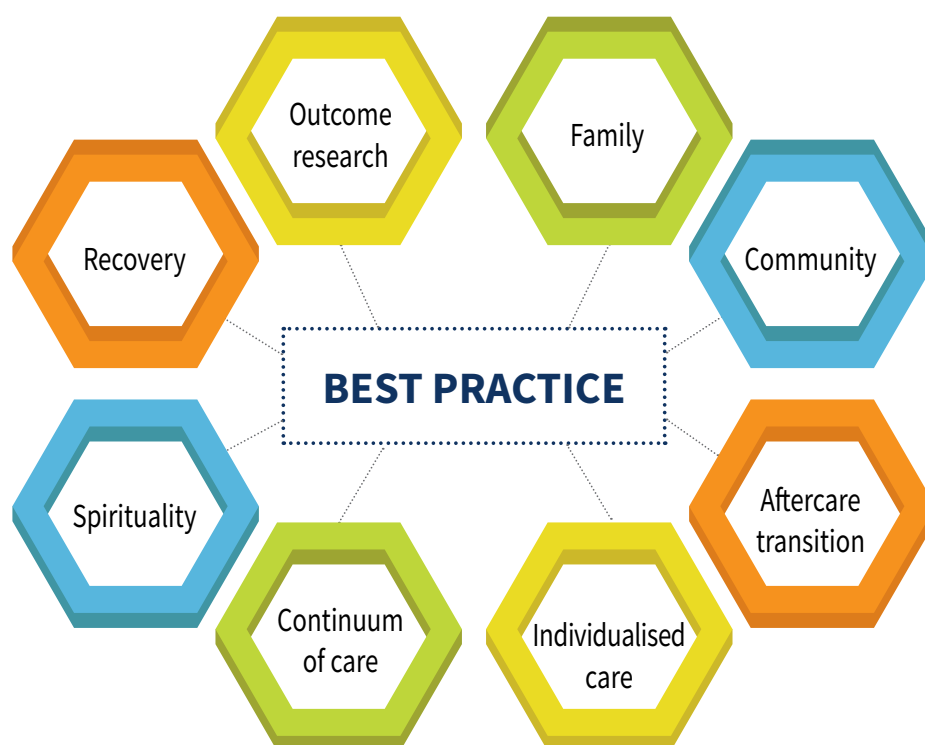 Outcome
research
Family
Recovery
Community
BEST PRACTICE
Spirituality
Aftercare
transition
Continuum
of care
Individualised
care